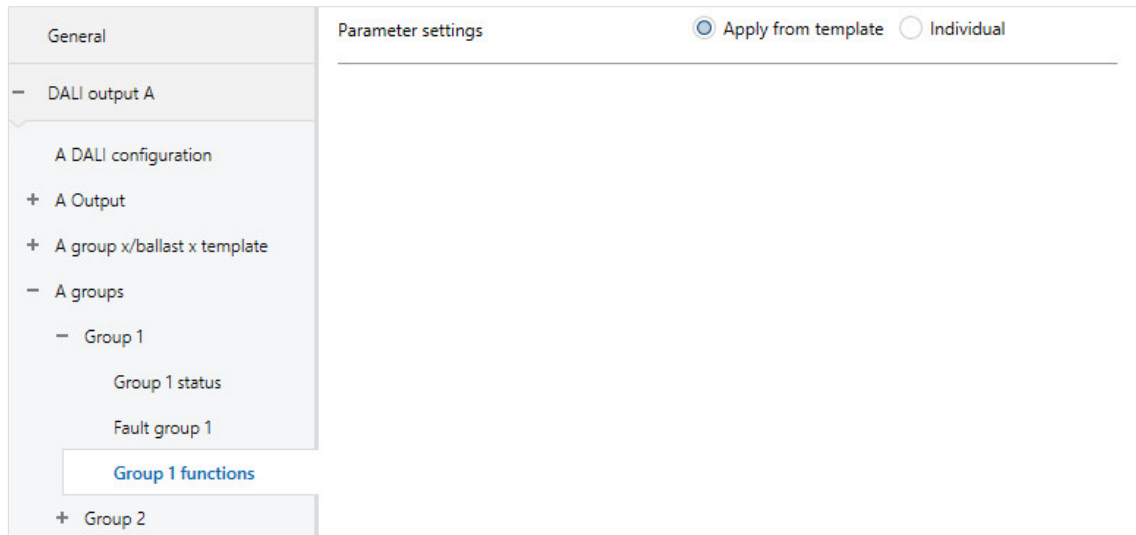 General
DALI output A
A DALI configuration
A Output
A group x/ballast x template
A groups
Group 1
Group 1 status
Fault group 1
Group 1 functions
Group 2
Parameter settings Apply from template Individual